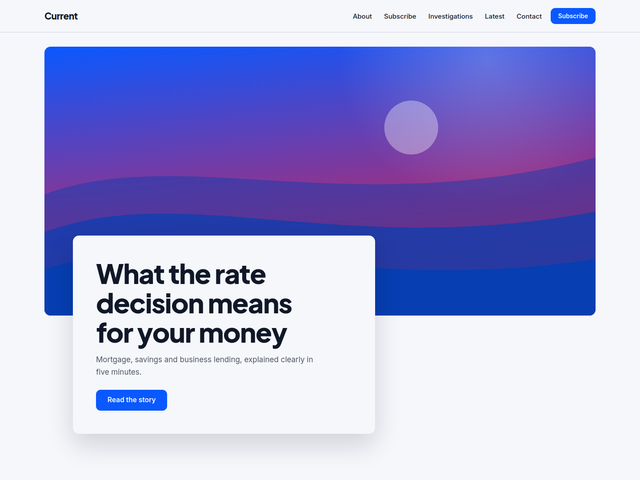 Current
About
Subscribe
Investigations
Latest
Contact
Subscribe
What the rate
decision means
for your money
Mortgage, savings and business lending, explained clearly in
five minutes.
Read the story